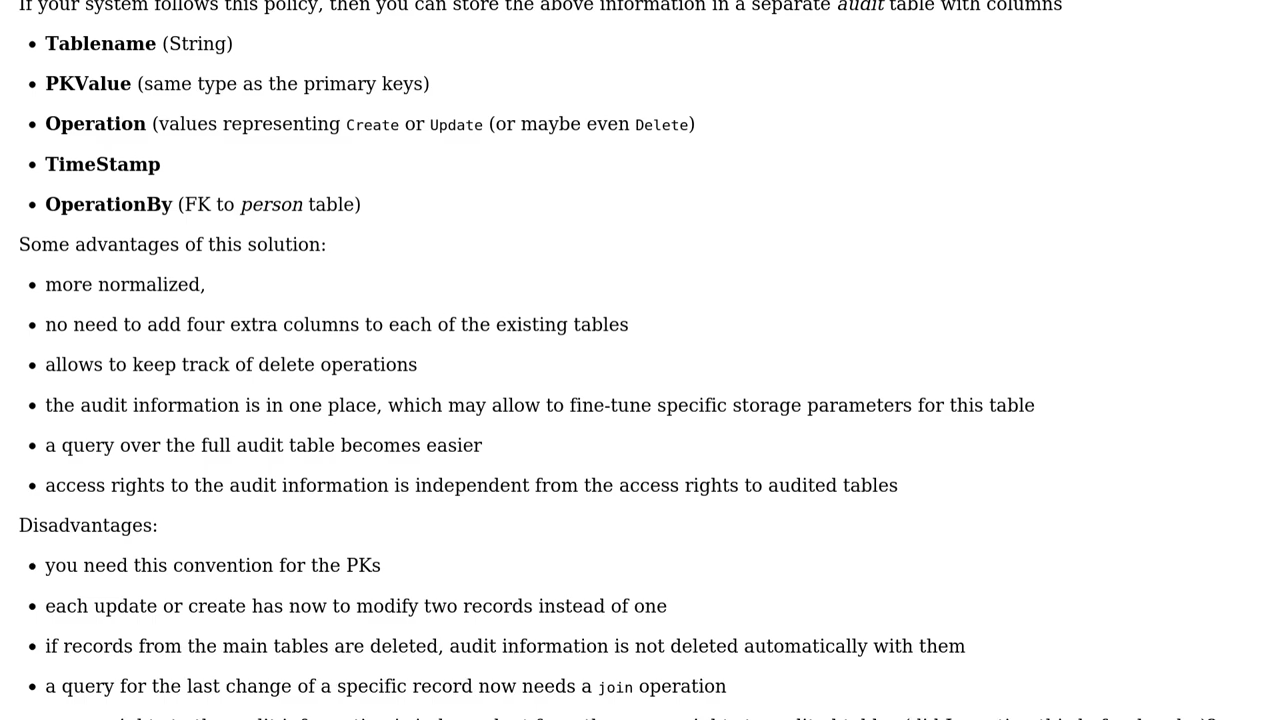 If your system follows this policy, then you can store the above information in a separate audit table with columns
• Tablename (String)
• PKValue (same type as the primary keys)
• Operation (values representing Create or Update (or maybe even Delete)
• TimeStamp
• OperationBy (FK to person table)
Some advantages of this solution:
• more normalized,
• no need to add four extra columns to each of the existing tables
• allows to keep track of delete operations
• the audit information is in one place, which may allow to fine-tune specific storage parameters for this table
• a query over the full audit table becomes easier
• access rights to the audit information is independent from the access rights to audited tables
Disadvantages:
• you need this convention for the PKs
• each update or create has now to modify two records instead of one
• if records from the main tables are deleted, audit information is not deleted automatically with them
• a query for the last change of a specific record now needs a join operation